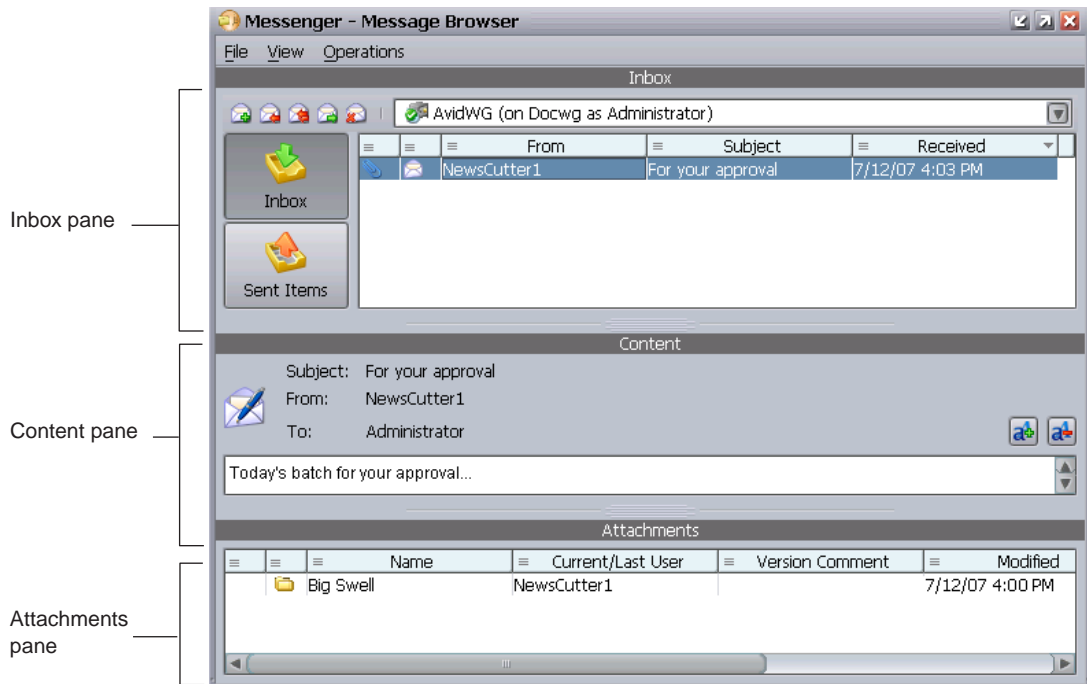 Messenger - Message Browser
File View Operations
Inbox
AvidWG (on Docwg as Administrator)
From Subject Received
NewsCutter1 For your approval 7/12/07 4:03 PM
Inbox
Inbox pane
Sent Items
Content
Subject: For your approval
From: NewsCutter1
Content pane
To: Administrator
Today's batch for your approval...
Attachments
Name Current/Last User Version Comment Modified
Big Swell NewsCutter1 7/12/07 4:00 PM
Attachments
pane